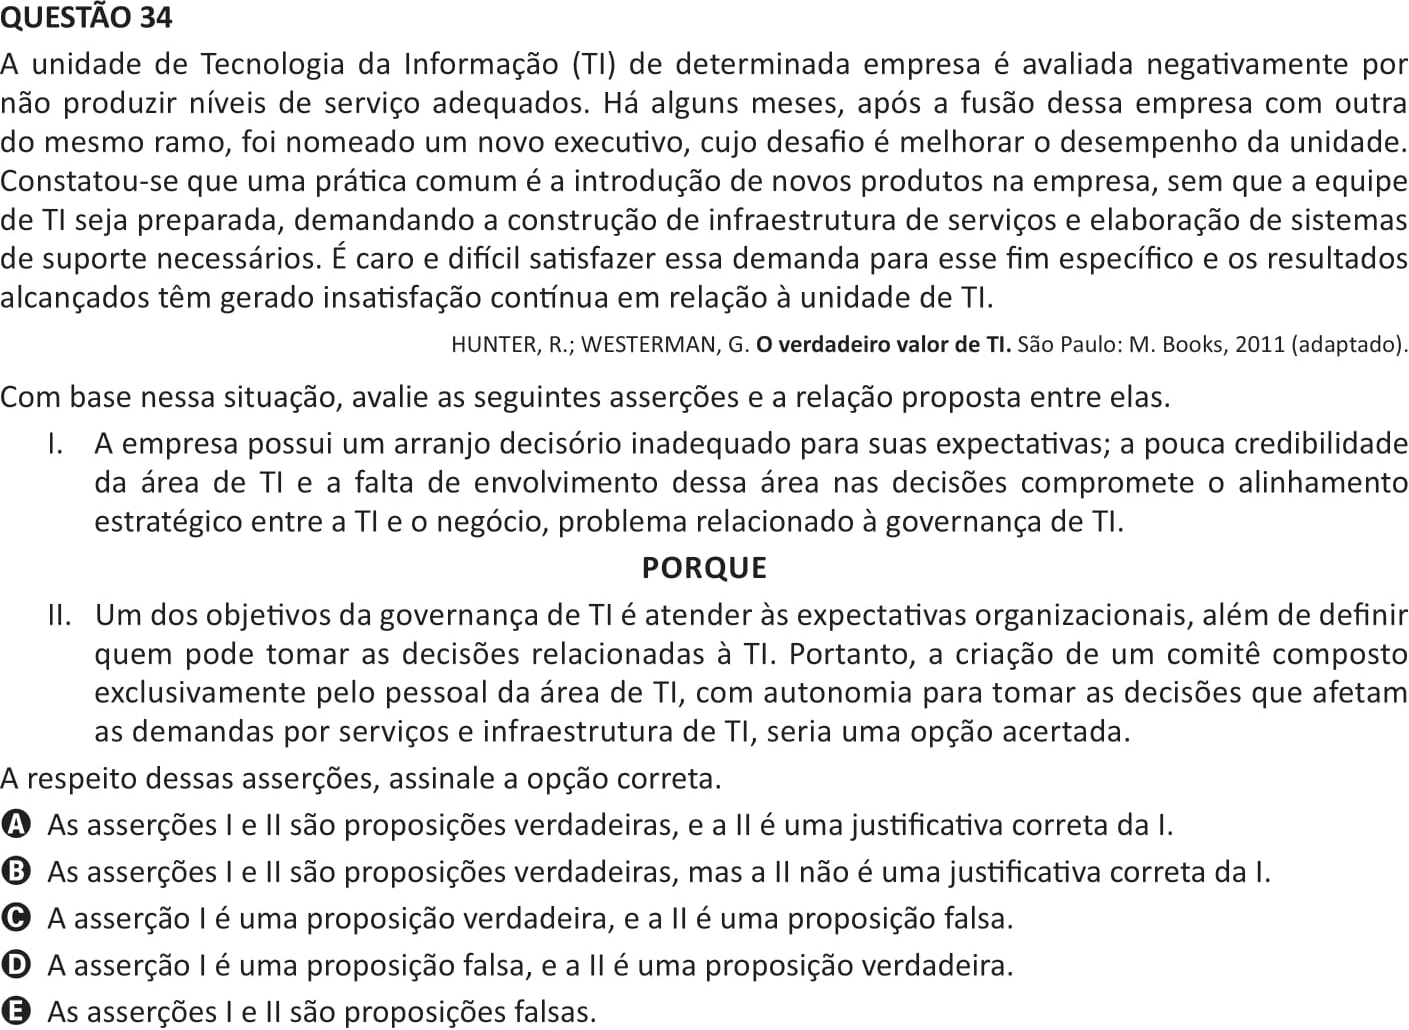 QUESTÃO 34
A unidade de Tecnologia da Informação (TI) de determinada empresa é avaliada negativamente por
não produzir níveis de serviço adequados. Há alguns meses, após a fusão dessa empresa com outra
do mesmo ramo, foi nomeado um novo executivo, cujo desafio é melhorar o desempenho da unidade.
Constatou-se que uma prática comum é a introdução de novos produtos na empresa, sem que a equipe
de TI seja preparada, demandando a construção de infraestrutura de serviços e elaboração de sistemas
de suporte necessários. É caro e difícil satisfazer essa demanda para esse fim específico e os resultados
alcançados têm gerado insatisfação contínua em relação à unidade de TI.
HUNTER, R.; WESTERMAN, G. O verdadeiro valor de TI. São Paulo: M. Books, 2011 (adaptado).
Com base nessa situação, avalie as seguintes asserções e a relação proposta entre elas.
I. A empresa possui um arranjo decisório inadequado para suas expectativas; a pouca credibilidade
da área de TI e a falta de envolvimento dessa área nas decisões compromete o alinhamento
estratégico entre a TI e o negócio, problema relacionado à governança de TI.
PORQUE
II. Um dos objetivos da governança de TI é atender às expectativas organizacionais, além de definir
quem pode tomar as decisões relacionadas à TI. Portanto, a criação de um comitê composto
exclusivamente pelo pessoal da área de TI, com autonomia para tomar as decisões que afetam
as demandas por serviços e infraestrutura de TI, seria uma opção acertada.
A respeito dessas asserções, assinale a opção correta.
A As asserções I e II são proposições verdadeiras, e a II é uma justificativa correta da I.
B As asserções I e II são proposições verdadeiras, mas a II não é uma justificativa correta da I.
C A asserção I é uma proposição verdadeira, e a II é uma proposição falsa.
D A asserção I é uma proposição falsa, e a II é uma proposição verdadeira.
E As asserções I e II são proposições falsas.